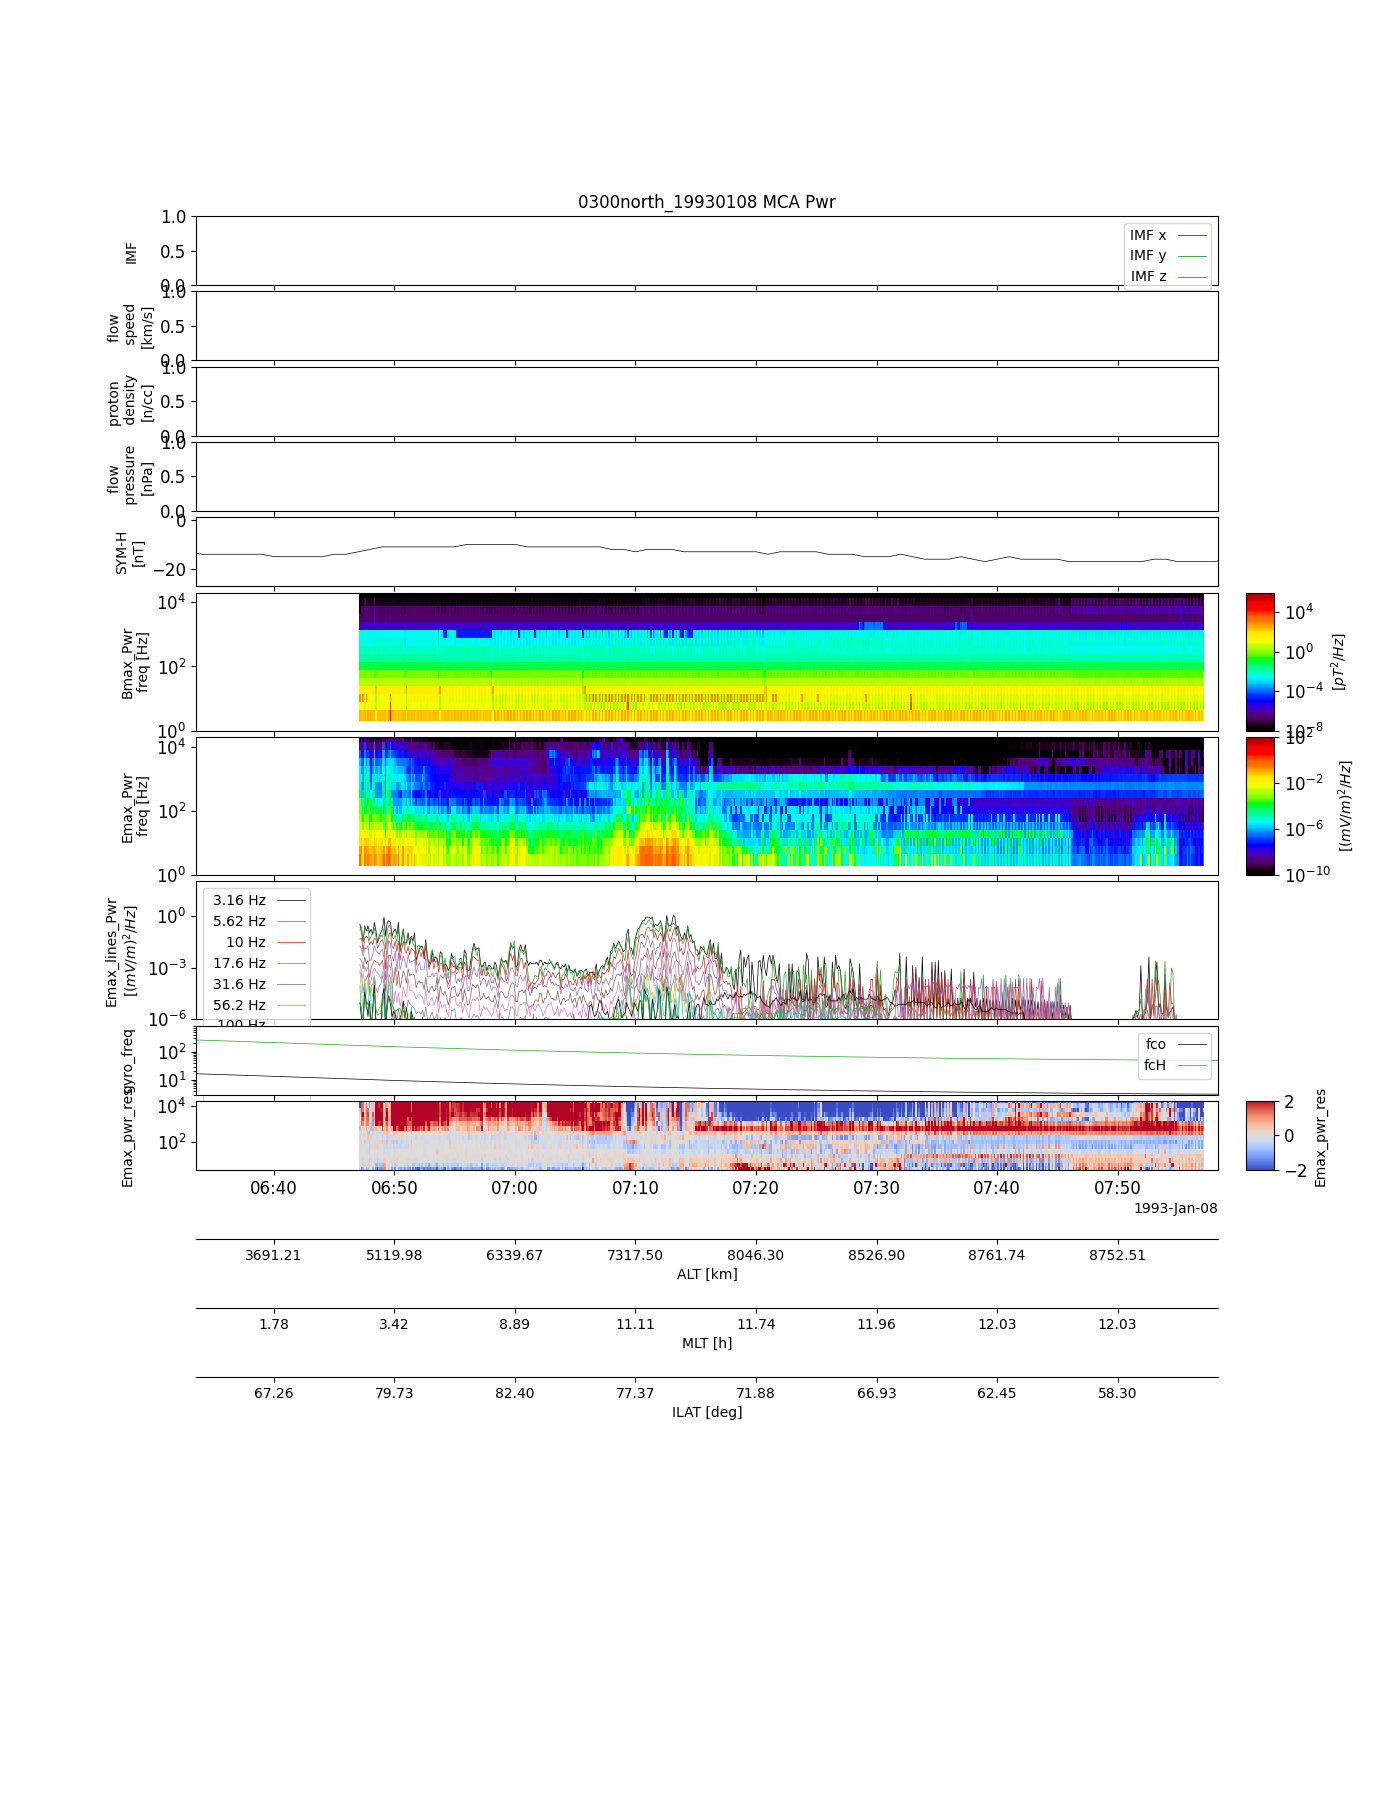 0300north_19930108 MCA Pwr
1.0
0.5
0.0
IMF
IMF x
IMF y
IMF z
1.0
0.5
0.0
flow
speed
[km/s]
1.0
0.5
0.0
proton
density
[n/cc]
1.0
0.5
0.0
flow
pressure
[nPa]
0
−20
SYM-H
[nT]
10^4
10^2
10^0
Bmax_Pwr
freq [Hz]
10^4
10^0
10^−4
10^−8
[pT^2/Hz]
10^4
10^2
10^0
Emax_Pwr
freq [Hz]
10^2
10^−2
10^−6
10^−10
[(mV/m)^2/Hz]
10^0
10^−3
10^−6
Emax_lines_Pwr
[(mV/m)^2/Hz]
3.16 Hz
5.62 Hz
10 Hz
17.6 Hz
31.6 Hz
56.2 Hz
100 Hz
10^2
10^1
gyro_freq
fco
fcH
10^4
10^2
Emax_pwr_res
2
0
−2
Emax_pwr_res
06:40 06:50 07:00 07:10 07:20 07:30 07:40 07:50
1993-Jan-08
3691.21 5119.98 6339.67 7317.50 8046.30 8526.90 8761.74 8752.51
ALT [km]
1.78 3.42 8.89 11.11 11.74 11.96 12.03 12.03
MLT [h]
67.26 79.73 82.40 77.37 71.88 66.93 62.45 58.30
ILAT [deg]